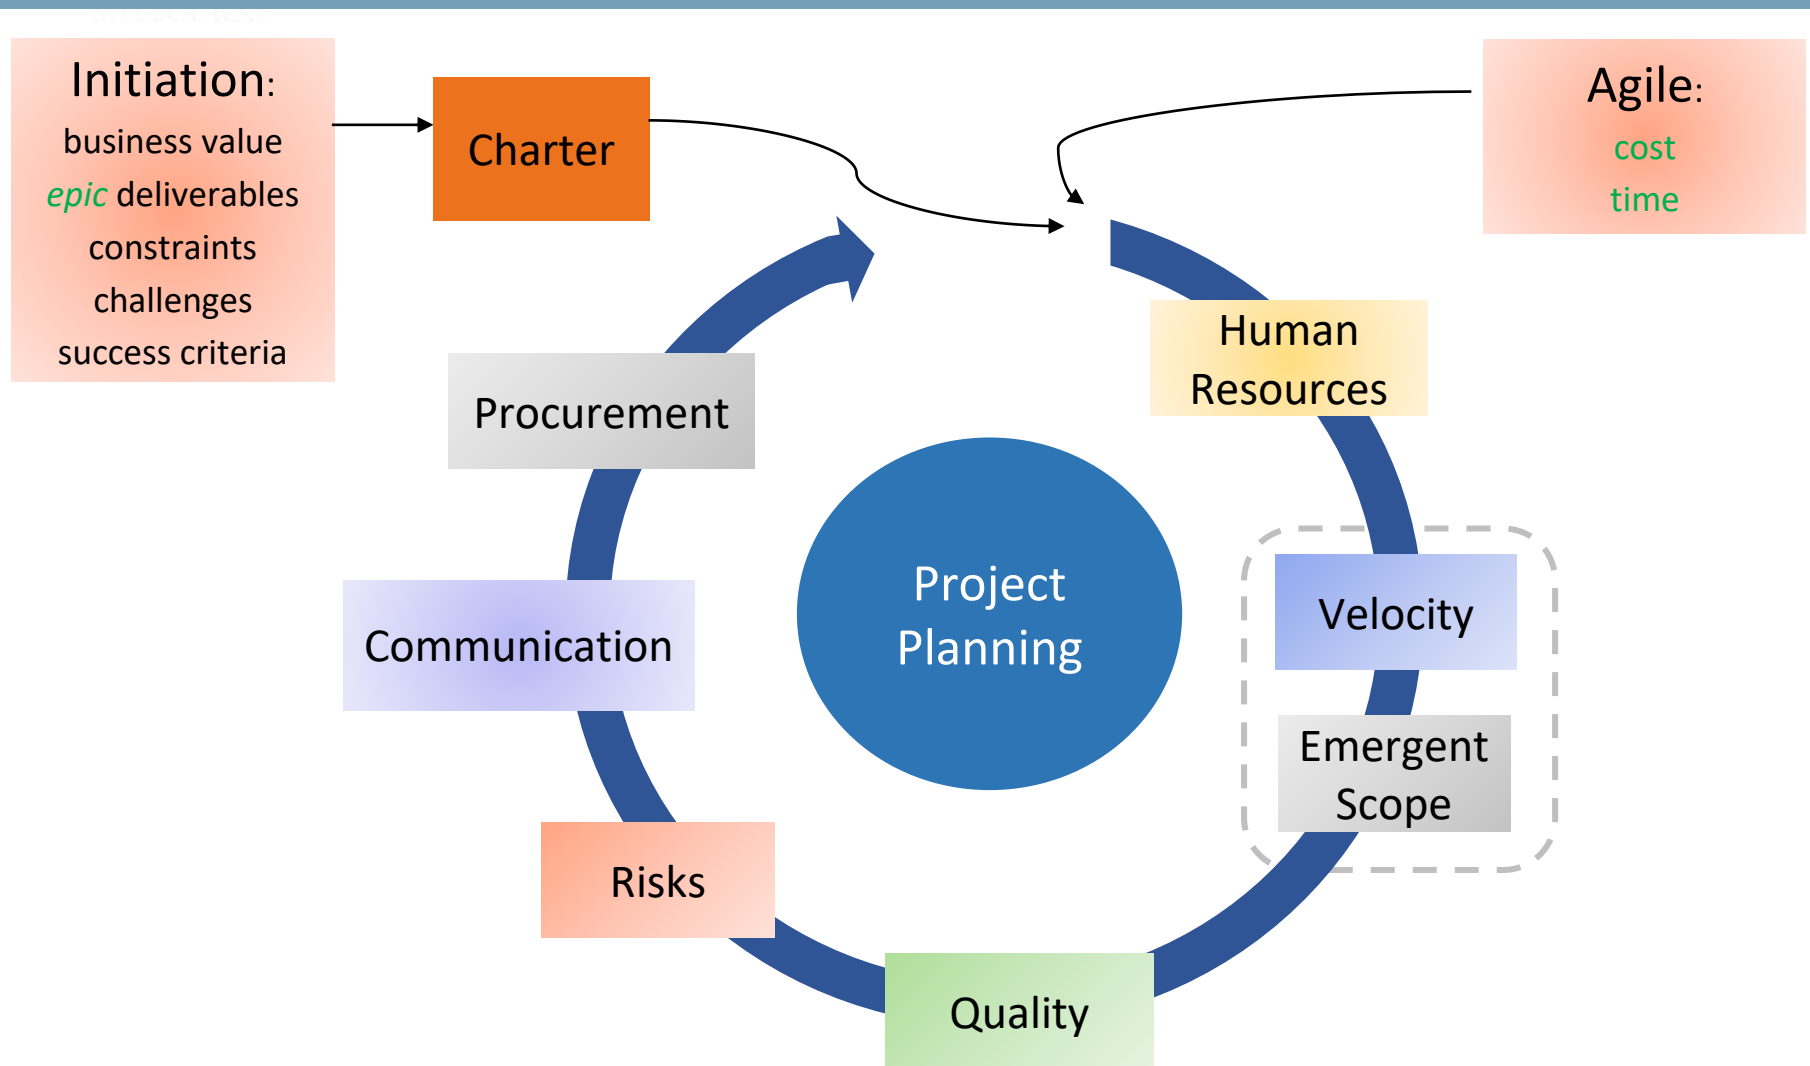 Initiation:
business value
epic deliverables
constraints
challenges
success criteria
Charter
Agile:
cost
time
Human
Resources
Velocity
Emergent
Scope
Quality
Risks
Communication
Procurement
Project
Planning